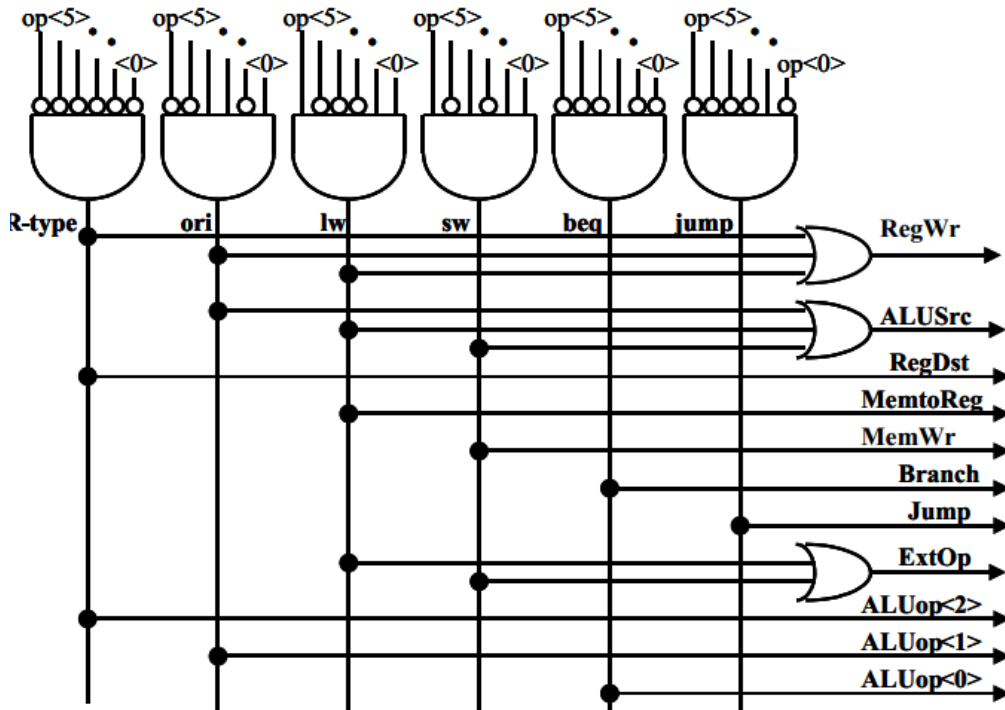 op<5> op<5> op<5> op<5> op<5> op<5>
<0> <0> <0> <0> <0> op<0>
R-type ori lw sw beq jump
RegWr
ALUSrc
RegDst
MemtoReg
MemWr
Branch
Jump
ExtOp
ALUop<2>
ALUop<1>
ALUop<0>